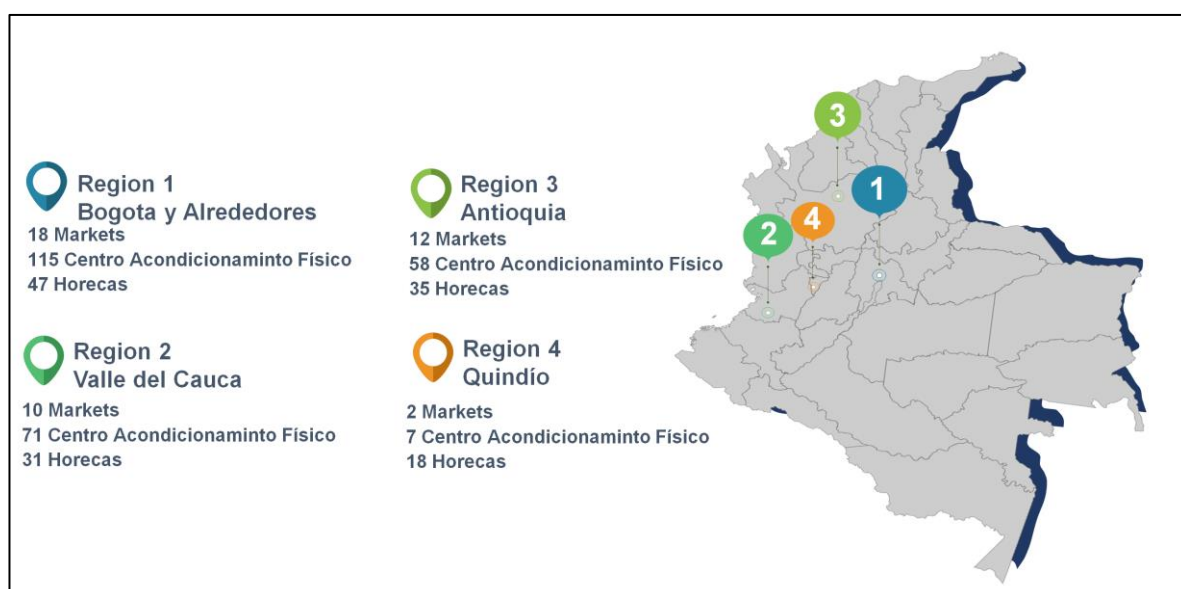 Region 1
Bogota y Alrededores
18 Markets
115 Centro Acondicionaminto Físico
47 Horecas
Region 2
Valle del Cauca
10 Markets
71 Centro Acondicionaminto Físico
31 Horecas
Region 3
Antioquia
12 Markets
58 Centro Acondicionaminto Físico
35 Horecas
Region 4
Quindío
2 Markets
7 Centro Acondicionaminto Físico
18 Horecas
3
1
4
2